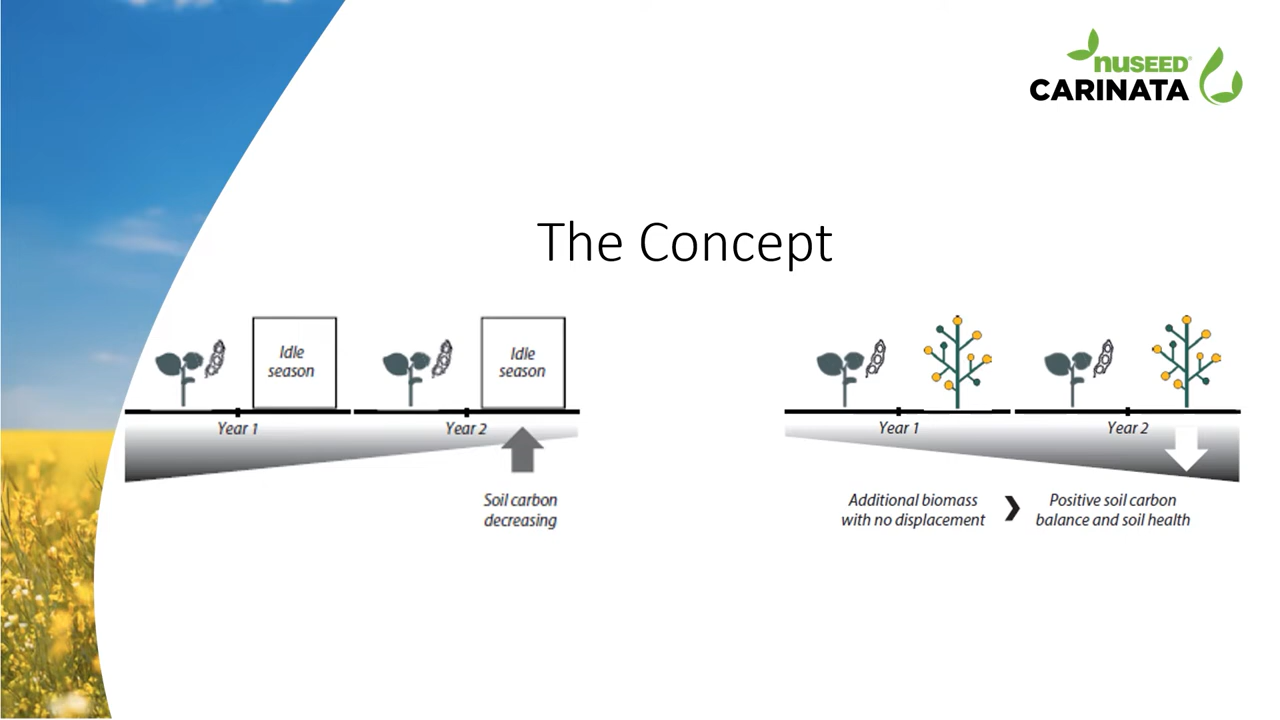 nuseed®
CARINATA
The Concept
Idle
season
Idle
season
Year 1
Year 2
Soil carbon
decreasing
Year 1
Year 2
Additional biomass
with no displacement
Positive soil carbon
balance and soil health